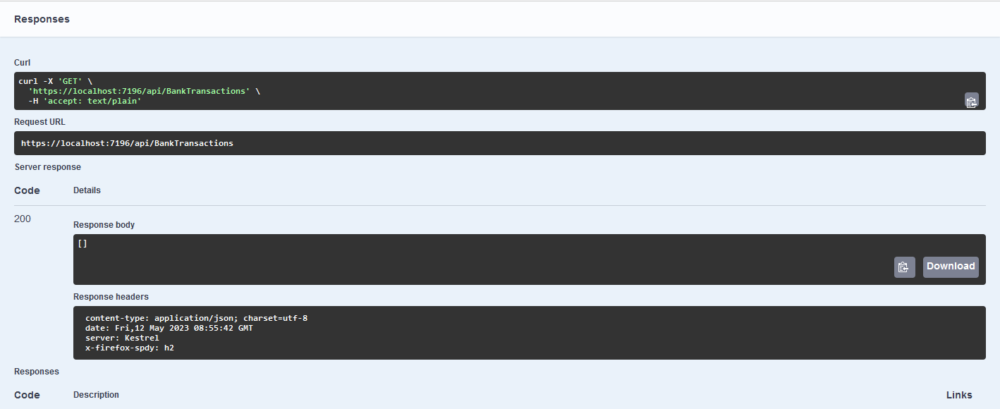 Responses
Curl
curl -X 'GET' \
  'https://localhost:7196/api/BankTransactions' \
  -H 'accept: text/plain'
Request URL
https://localhost:7196/api/BankTransactions
Server response
Code Details
200
Response body
[]
Download
Response headers
content-type: application/json; charset=utf-8
date: Fri,12 May 2023 08:55:42 GMT
server: Kestrel
x-firefox-spdy: h2
Responses
Code Description Links